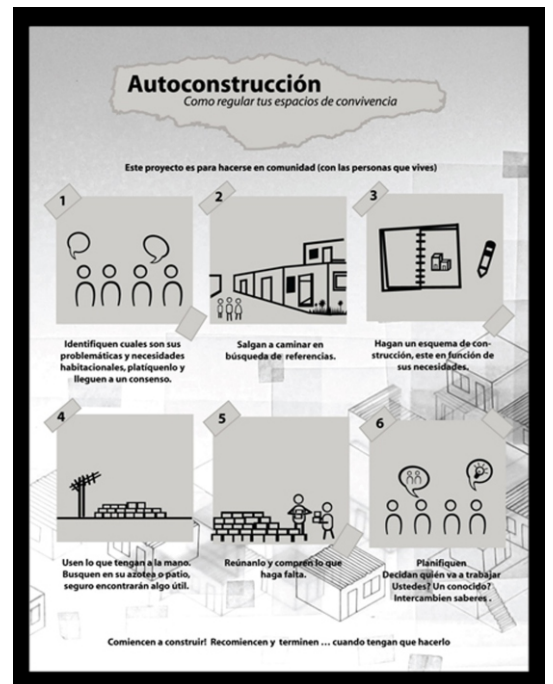 Autoconstrucción
Como regular tus espacios de convivencia
Este proyecto es para hacerse en comunidad (con las personas que vives)
1
2
3
Identifiquen cuales son sus
problemáticas y necesidades
habitacionales, platíquenlo y
lleguen a un consenso.
Salgan a caminar en
búsqueda de referencias.
Hagan un esquema de con-
strucción, este en función de
sus necesidades.
4
5
6
Usen lo que tengan a la mano.
Busquen en su azotea o patio,
seguro encontrarán algo útil.
Reúnanlo y compren lo que
haga falta.
Planifiquen
Decidan quién va a trabajar
Ustedes? Un conocido?
Intercambien saberes .
Comiencen a construir! Recomiencen y terminen ... cuando tengan que hacerlo